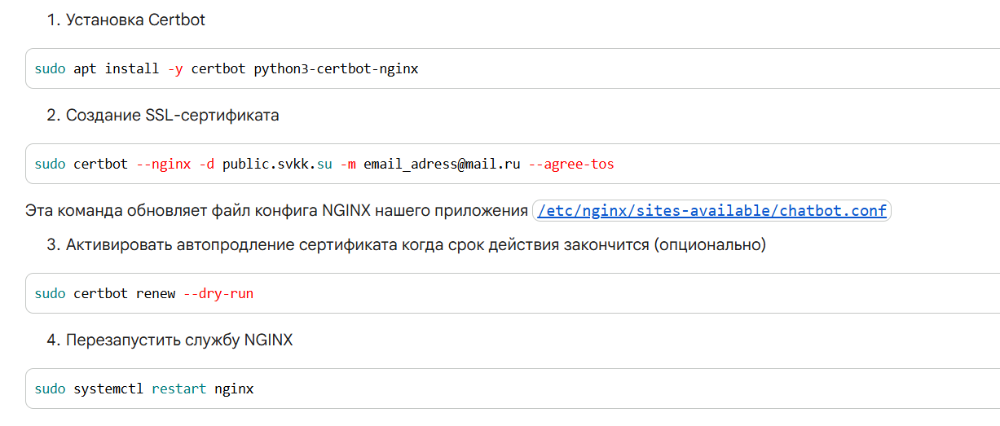 1. Установка Certbot
sudo apt install -y certbot python3-certbot-nginx
2. Создание SSL-сертификата
sudo certbot --nginx -d public.svkk.su -m email_adress@mail.ru --agree-tos
Эта команда обновляет файл конфига NGINX нашего приложения /etc/nginx/sites-available/chatbot.conf
3. Активировать автопродление сертификата когда срок действия закончится (опционально)
sudo certbot renew --dry-run
4. Перезапустить службу NGINX
sudo systemctl restart nginx